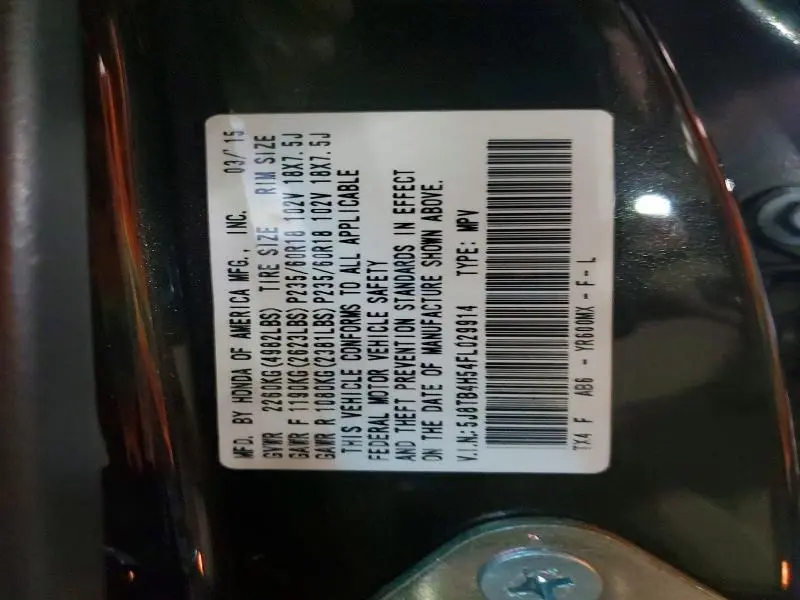 MFD. BY HONDA OF AMERICA MFG., INC. 03/'15
GVWR 2260KG(4982LBS) TIRE SIZE RIM SIZE
GAWR F 1190KG(2623LBS) P235/60R18 102V 18X7.5J
GAWR R 1080KG(2381LBS) P235/60R18 102V 18X7.5J
THIS VEHICLE CONFORMS TO ALL APPLICABLE
FEDERAL MOTOR VEHICLE SAFETY
AND THEFT PREVENTION STANDARDS IN EFFECT
ON THE DATE OF MANUFACTURE SHOWN ABOVE.
V.I.N.:5J8TB4H54FL029914 TYPE: MPV
TX4 F AB6 - YR600MX - F - L